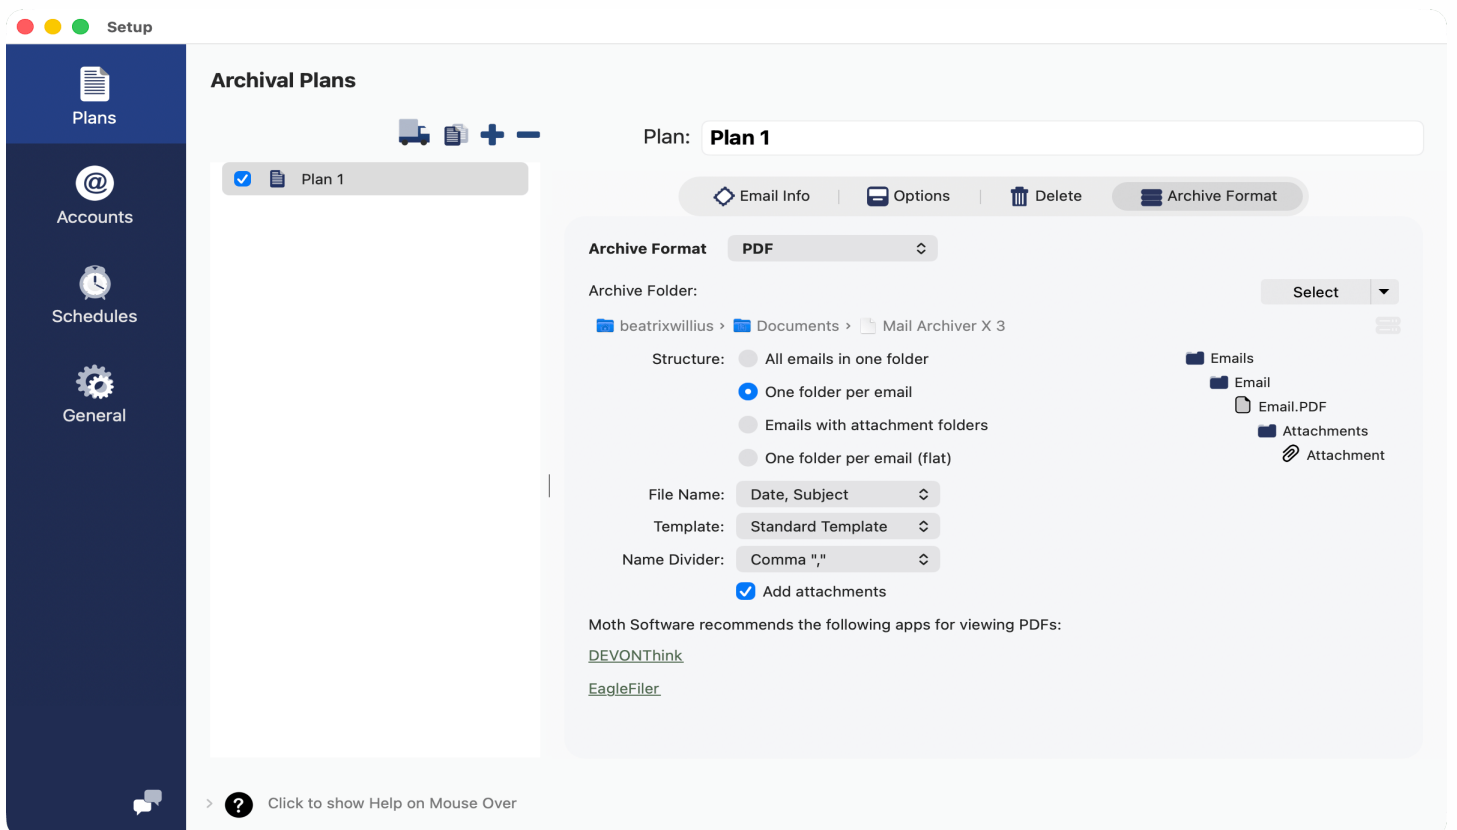 Setup
Plans
Accounts
Schedules
General
Archival Plans
Plan 1
Plan: Plan 1
Email Info
Options
Delete
Archive Format
Archive Format PDF
Archive Folder:
Select
beatrixwillius › Documents › Mail Archiver X 3
Structure:
All emails in one folder
One folder per email
Emails with attachment folders
One folder per email (flat)
Emails
Email
Email.PDF
Attachments
Attachment
File Name: Date, Subject
Template: Standard Template
Name Divider: Comma ","
Add attachments
Moth Software recommends the following apps for viewing PDFs:
DEVONThink
EagleFiler
Click to show Help on Mouse Over